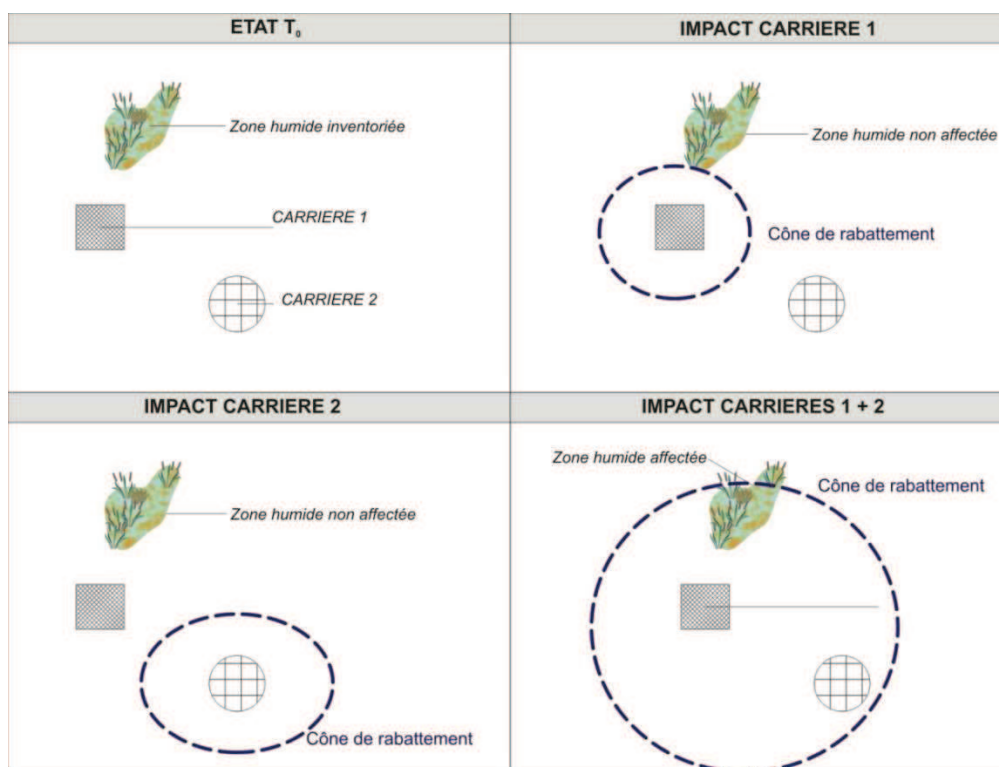 ETAT T₀
Zone humide inventoriée
CARRIERE 1
CARRIERE 2
IMPACT CARRIERE 1
Zone humide non affectée
Cône de rabattement
IMPACT CARRIERE 2
Zone humide non affectée
Cône de rabattement
IMPACT CARRIERES 1 + 2
Zone humide affectée
Cône de rabattement